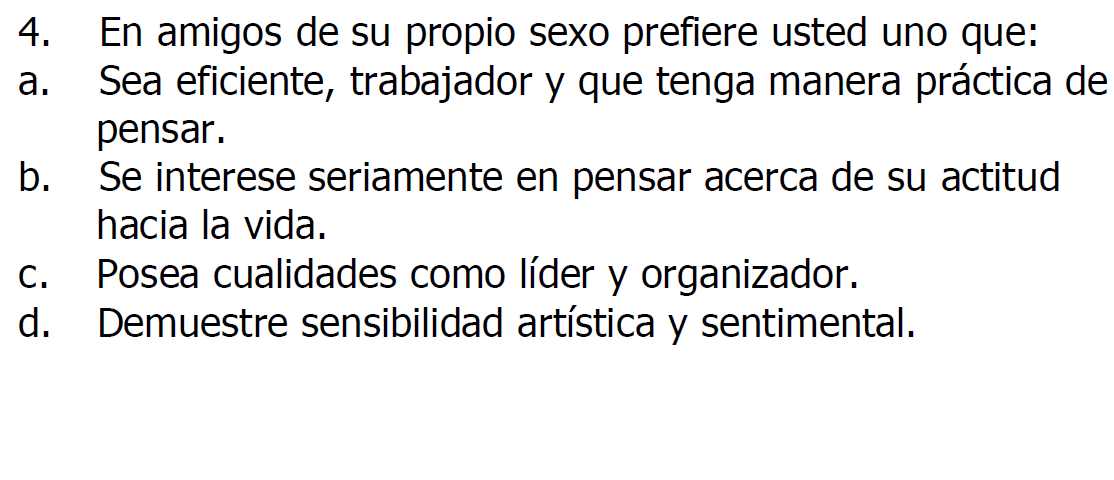 4. En amigos de su propio sexo prefiere usted uno que:
a. Sea eficiente, trabajador y que tenga manera práctica de
pensar.
b. Se interese seriamente en pensar acerca de su actitud
hacia la vida.
c. Posea cualidades como líder y organizador.
d. Demuestre sensibilidad artística y sentimental.